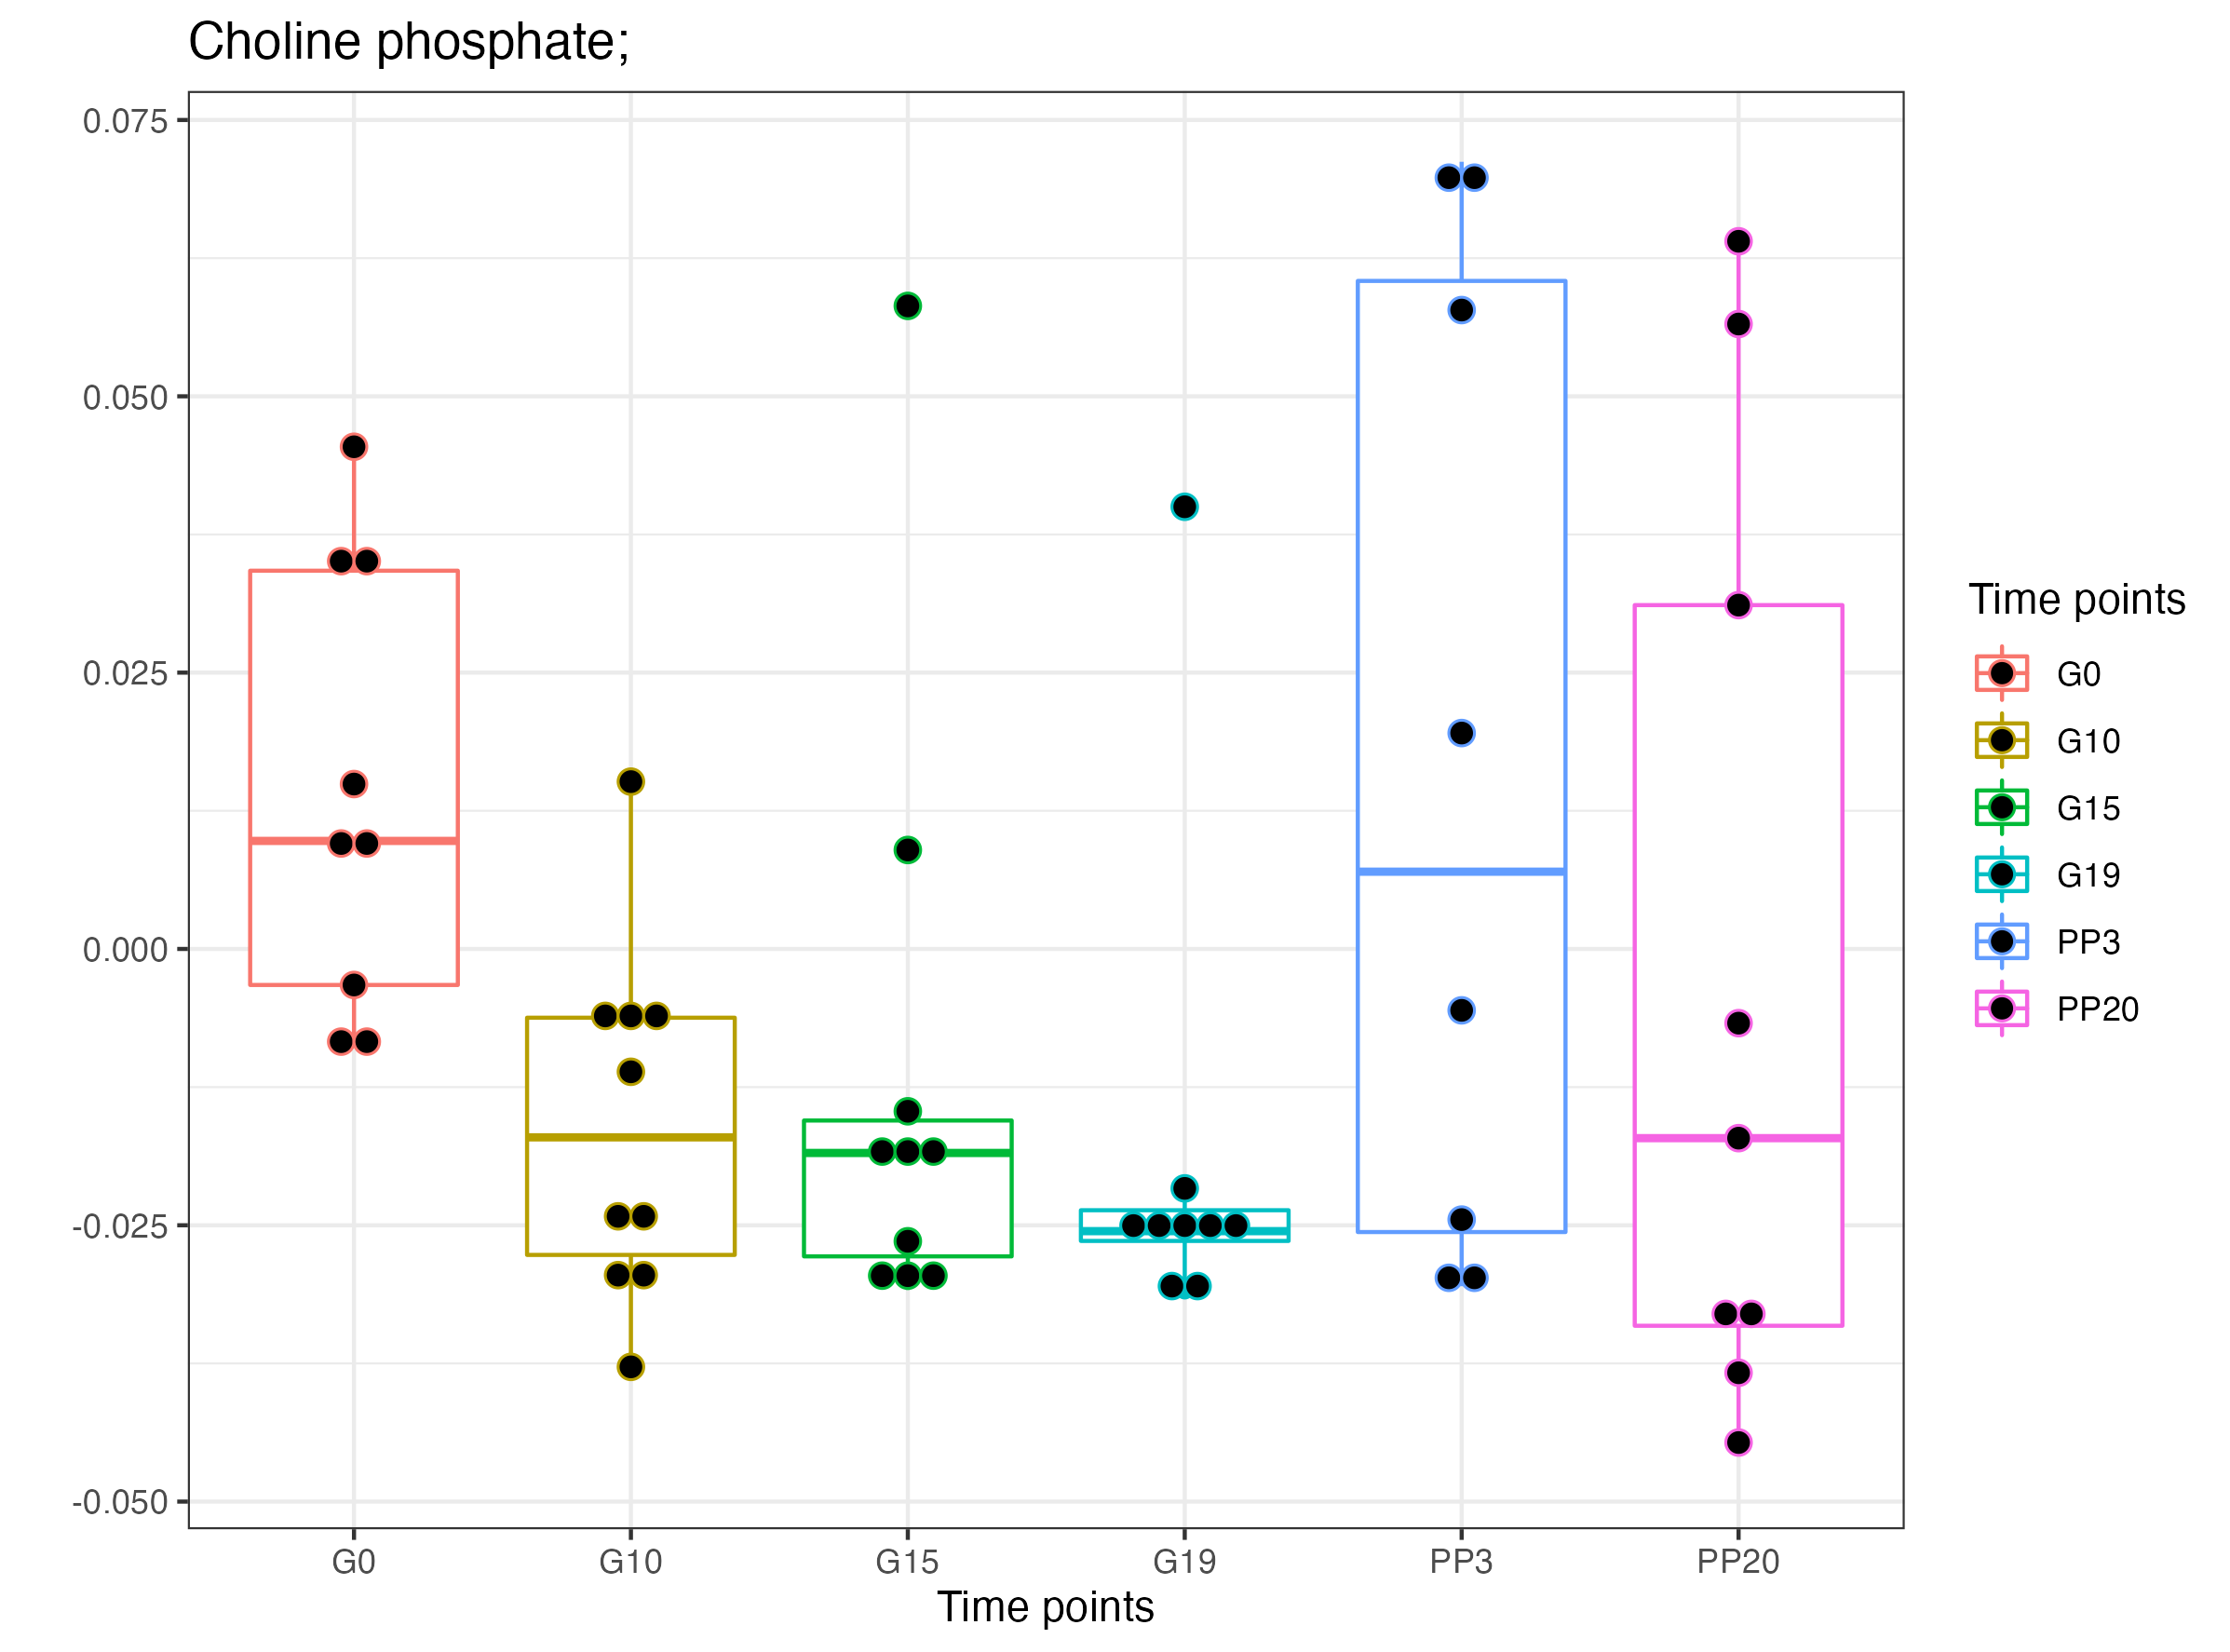 Choline phosphate;
0.075
0.050
0.025
0.000
-0.025
-0.050
G0 G10 G15 G19 PP3 PP20
Time points
Time points
G0
G10
G15
G19
PP3
PP20